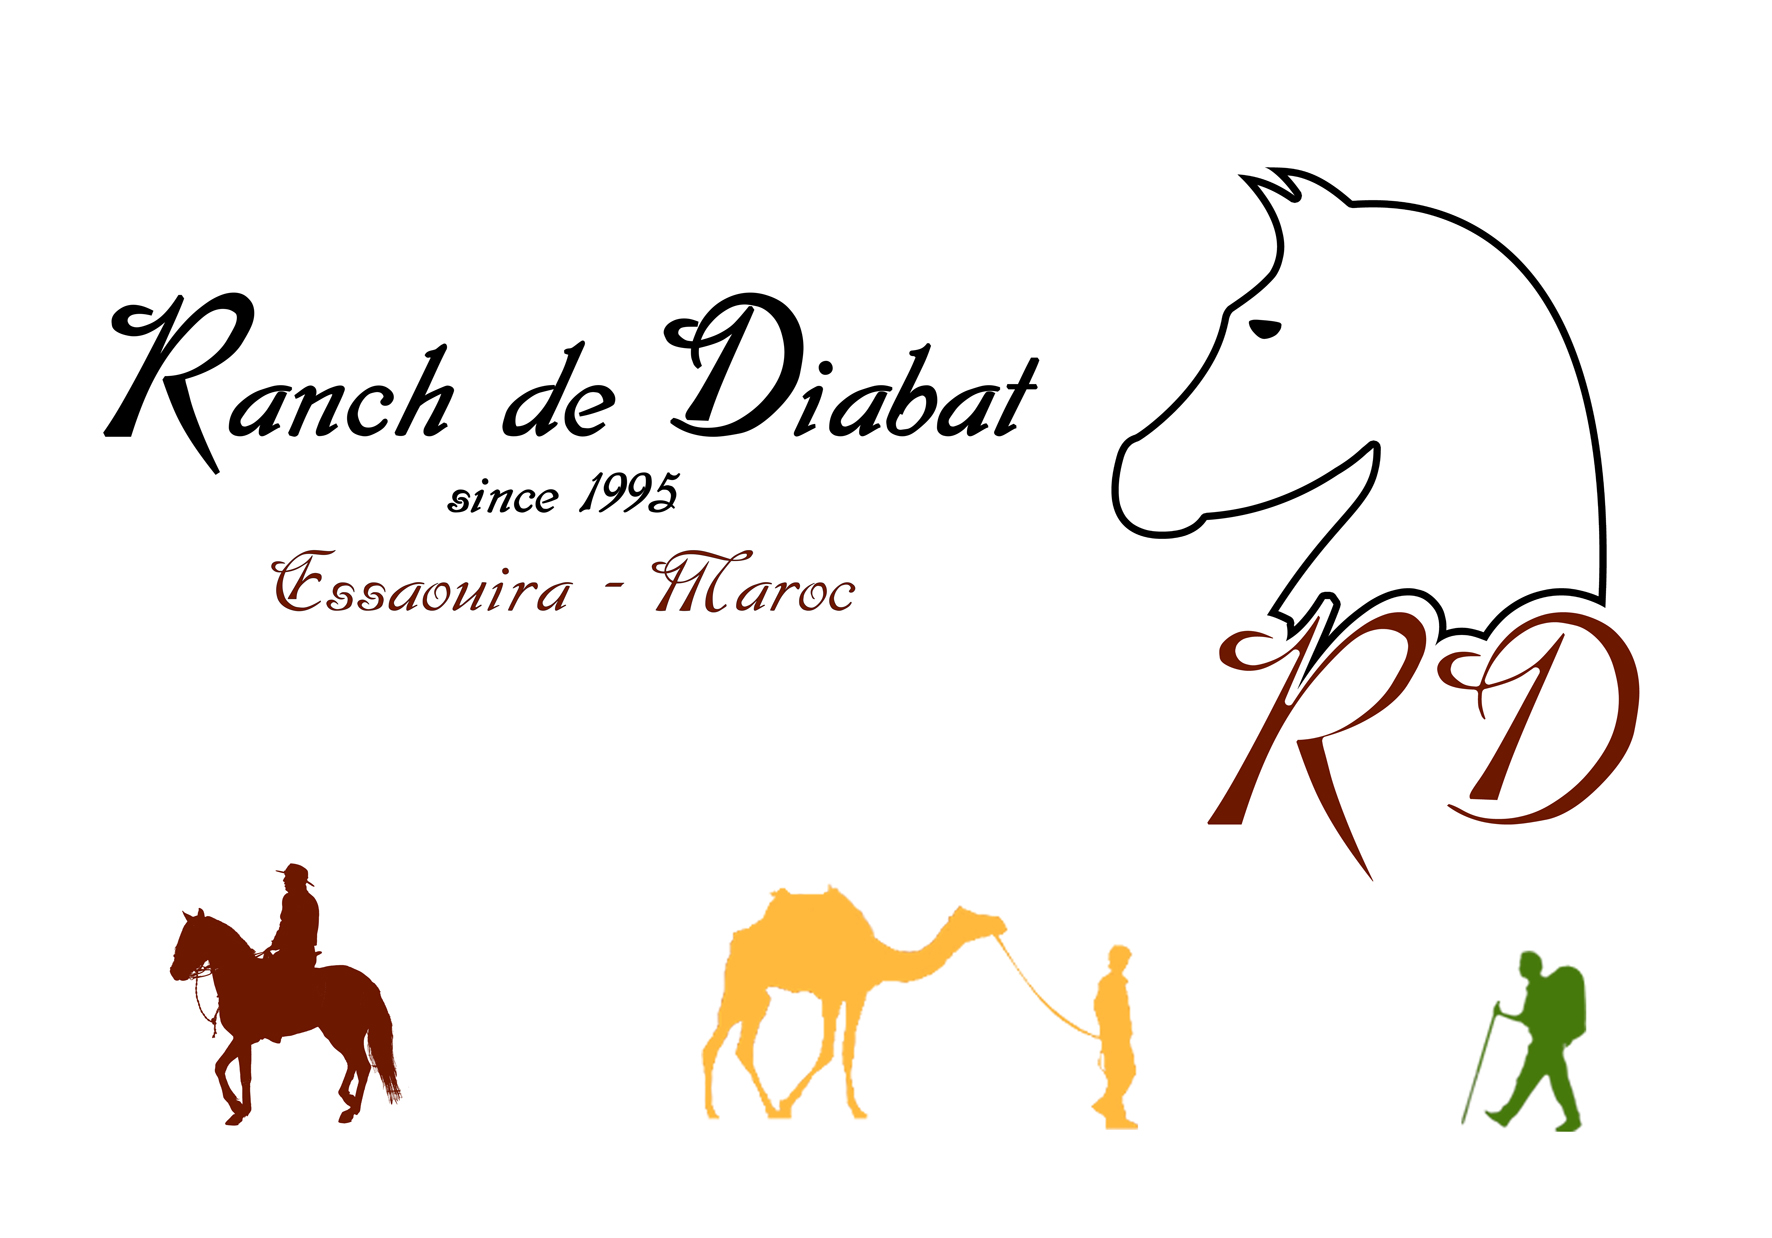 Ranch de Diabat
since 1995
Essaouira - Maroc
RD